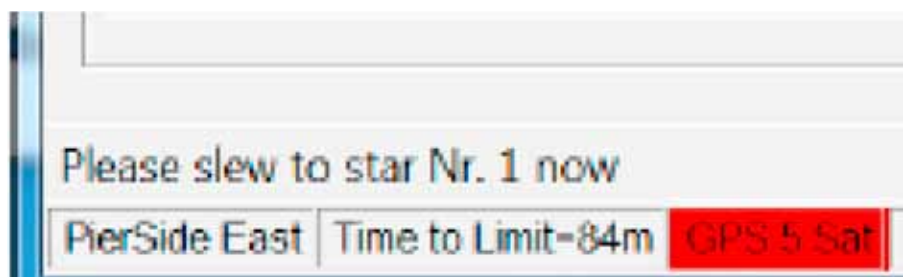 Please slew to star Nr. 1 now
PierSide East Time to Limit=84m GPS 5 Sat